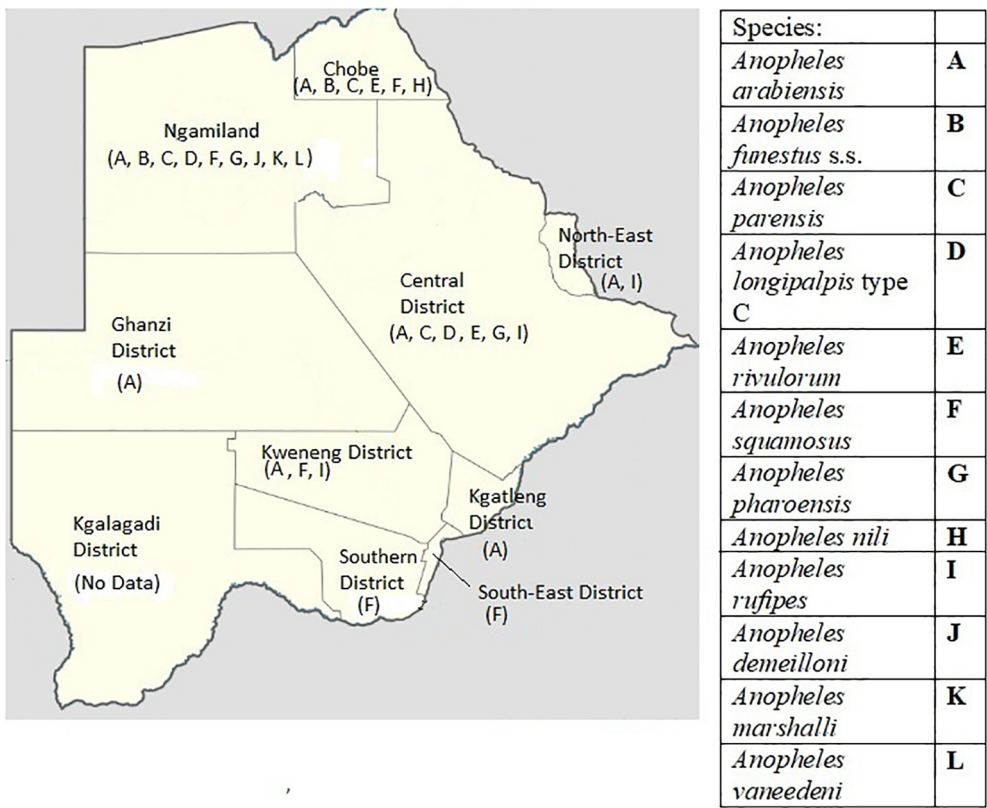 Chobe
(A, B, C, E, F, H)
Ngamiland
(A, B, C, D, F, G, J, K, L)
North-East
District
(A, I)
Central
District
(A, C, D, E, G, I)
Ghanzi
District
(A)
Kweneng District
(A, F, I)
Kgatleng
District
(A)
Kgalagadi
District
(No Data)
Southern
District
(F)
South-East District
(F)
,
Species:
Anopheles A
arabiensis
Anopheles B
funestus s.s.
Anopheles C
parensis
Anopheles D
longipalpis type
C
Anopheles E
rivulorum
Anopheles F
squamosus
Anopheles G
pharoensis
Anopheles nili H
Anopheles I
rufipes
Anopheles J
demeilloni
Anopheles K
marshalli
Anopheles L
vaneedeni